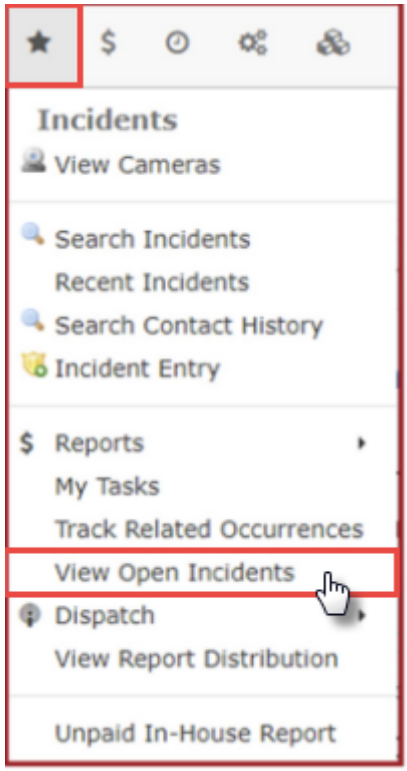 $
Incidents
View Cameras
Search Incidents
Recent Incidents
Search Contact History
Incident Entry
$ Reports
My Tasks
Track Related Occurrences
View Open Incidents
Dispatch
View Report Distribution
Unpaid In-House Report